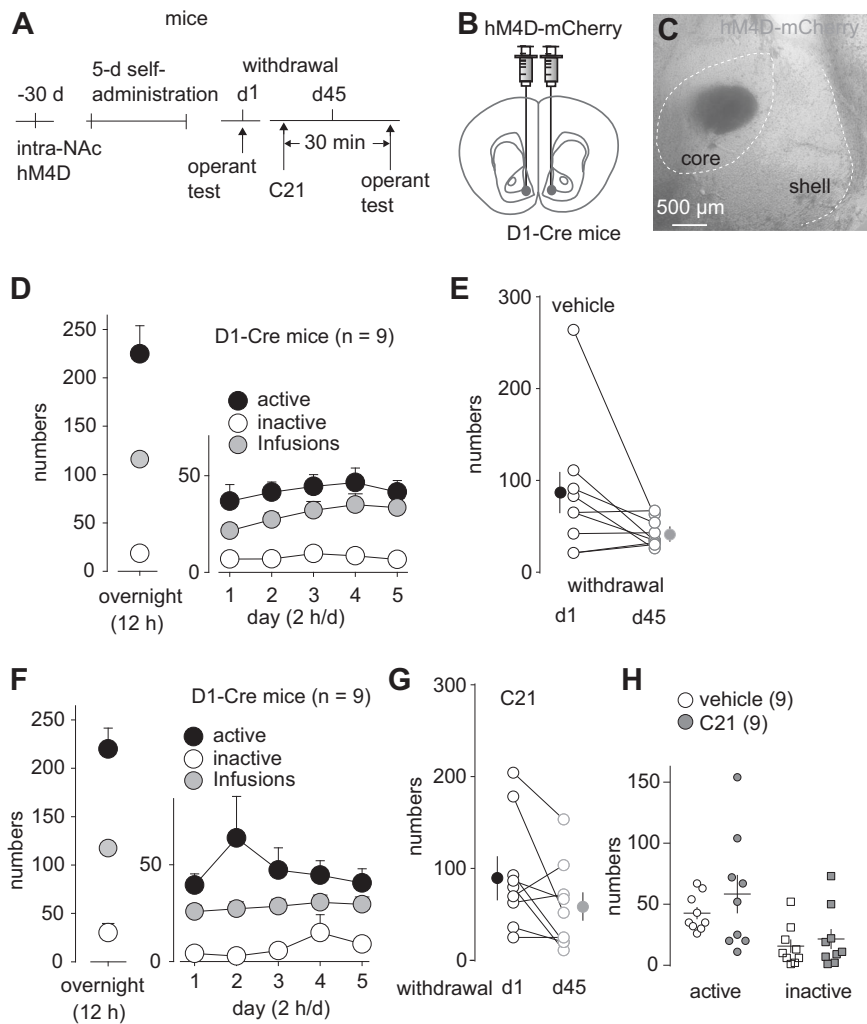 A
mice
-30 d
5-d self-
administration
withdrawal
d1
d45
intra-NAc
hM4D
operant
test
C21
30 min
operant
test
B
hM4D-mCherry
D1-Cre mice
C
hM4D-mCherry
core
shell
500 µm
D
D1-Cre mice (n = 9)
active
inactive
Infusions
numbers
250
200
150
100
50
0
overnight
(12 h)
50
0
1 2 3 4 5
day (2 h/d)
E
vehicle
numbers
300
200
100
0
withdrawal
d1 d45
F
D1-Cre mice (n = 9)
active
inactive
Infusions
numbers
250
200
150
100
50
0
overnight
(12 h)
50
0
1 2 3 4 5
day (2 h/d)
G
C21
numbers
300
200
100
0
withdrawal d1 d45
H
vehicle (9)
C21 (9)
numbers
150
100
50
0
active inactive